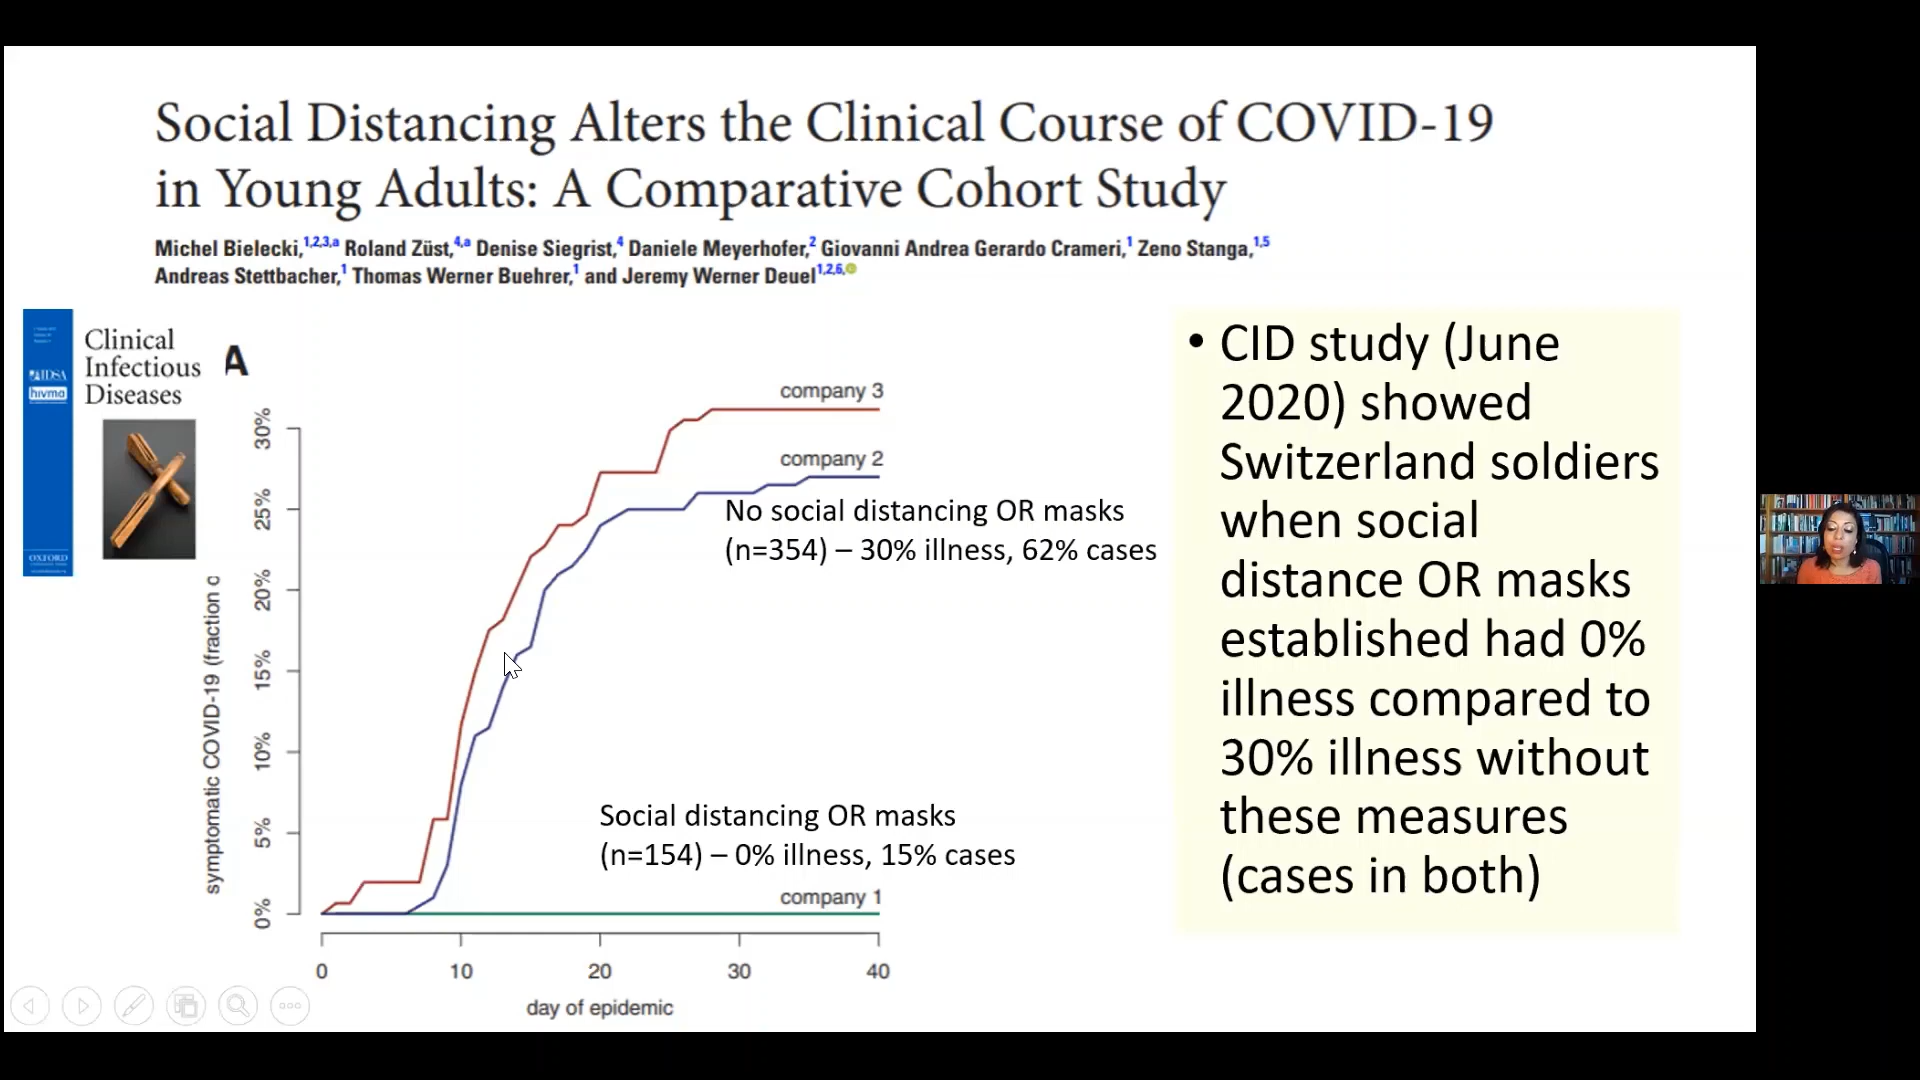 Social Distancing Alters the Clinical Course of COVID-19
in Young Adults: A Comparative Cohort Study
Michel Bielecki,1,2,3,a Roland Züst,4,a Denise Siegrist,4 Daniele Meyerhofer,2 Giovanni Andrea Gerardo Crameri,1 Zeno Stanga,1,5
Andreas Stettbacher,1 Thomas Werner Buehrer,1 and Jeremy Werner Deuel1,2,6,
Clinical
Infectious
Diseases
IDSA
hivma
OXFORD
A
symptomatic COVID-19 (fraction o
30%
25%
20%
15%
10%
5%
0%
company 3
company 2
No social distancing OR masks
(n=354) – 30% illness, 62% cases
Social distancing OR masks
(n=154) – 0% illness, 15% cases
company 1
0 10 20 30 40
day of epidemic
• CID study (June
2020) showed
Switzerland soldiers
when social
distance OR masks
established had 0%
illness compared to
30% illness without
these measures
(cases in both)